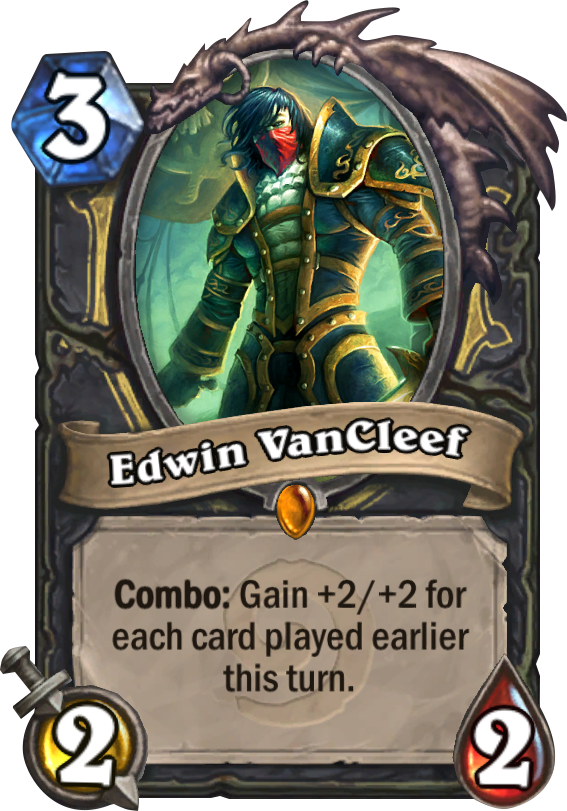 3
Edwin VanCleef
Combo: Gain +2/+2 for
each card played earlier
this turn.
2
2